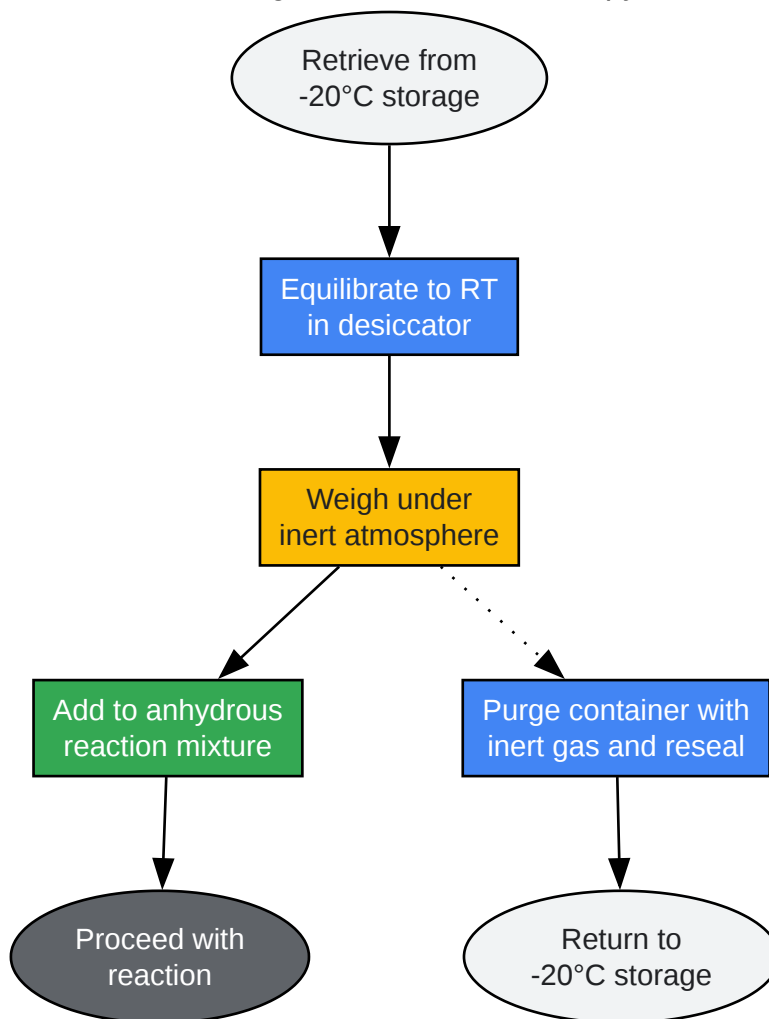 Retrieve from
-20°C storage
Equilibrate to RT
in desiccator
Weigh under
inert atmosphere
Add to anhydrous
reaction mixture
Purge container with
inert gas and reseal
Proceed with
reaction
Return to
-20°C storage